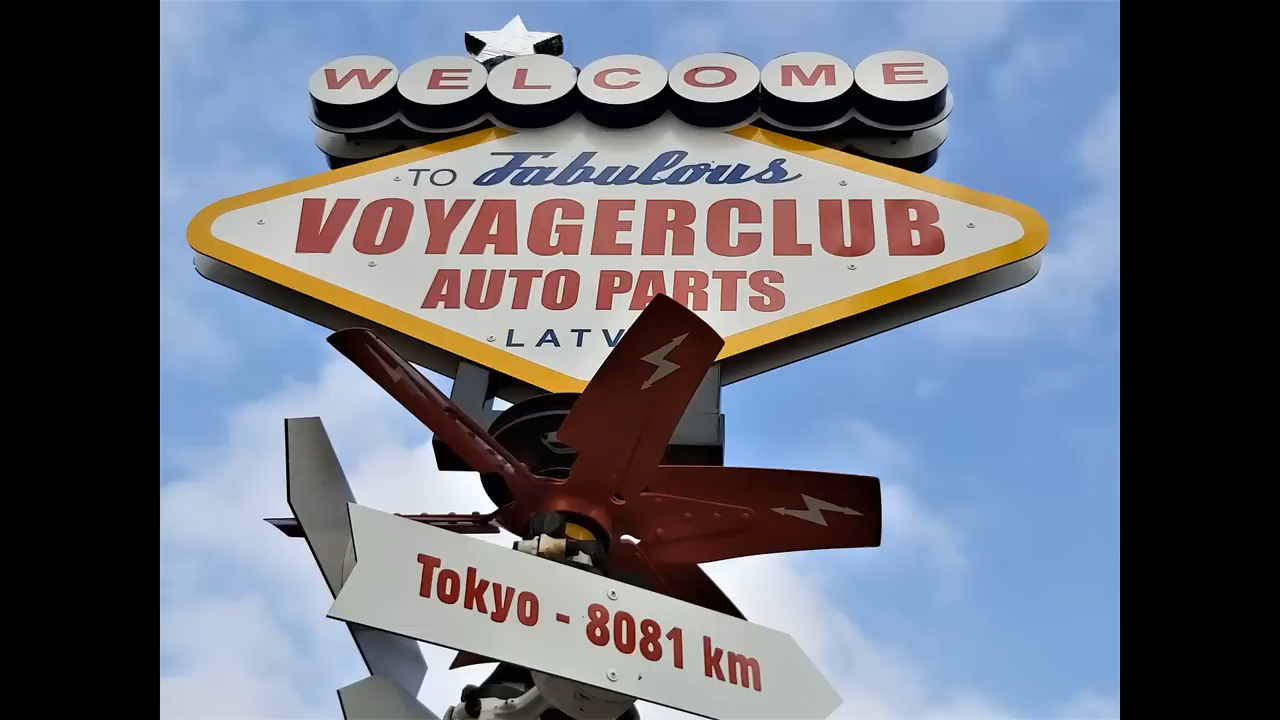 WELCOME
TO Fabulous
VOYAGERCLUB
AUTO PARTS
Tokyo - 8081 km